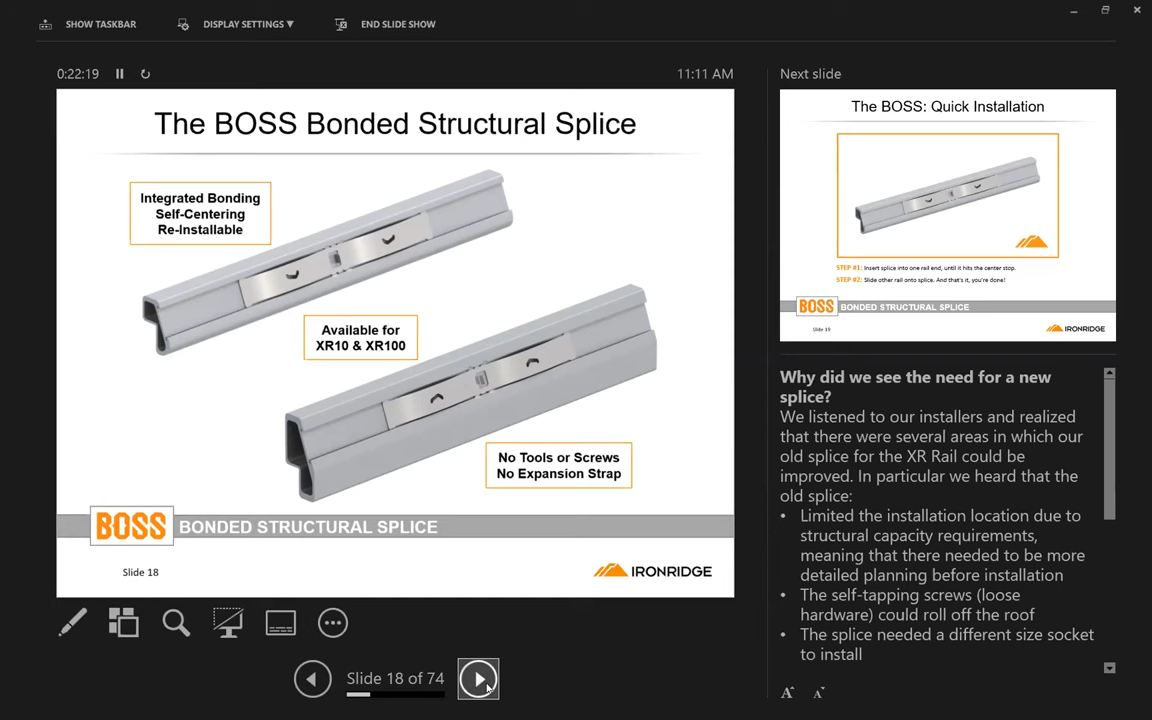 SHOW TASKBAR
DISPLAY SETTINGS ▼
END SLIDE SHOW
0:22:19
11:11 AM
The BOSS Bonded Structural Splice
Integrated Bonding
Self-Centering
Re-Installable
Available for
XR10 & XR100
No Tools or Screws
No Expansion Strap
BOSS BONDED STRUCTURAL SPLICE
Slide 18
IRONRIDGE
Slide 18 of 74
Next slide
The BOSS: Quick Installation
STEP #1: Insert splice into one rail end, until it hits the center stop.
STEP #2: Slide other rail onto splice. And that's it, you're done!
BOSS BONDED STRUCTURAL SPLICE
Slide 19
IRONRIDGE
Why did we see the need for a new
splice?
We listened to our installers and realized
that there were several areas in which our
old splice for the XR Rail could be
improved. In particular we heard that the
old splice:
• Limited the installation location due to
structural capacity requirements,
meaning that there needed to be more
detailed planning before installation
• The self-tapping screws (loose
hardware) could roll off the roof
• The splice needed a different size socket
to install
A A